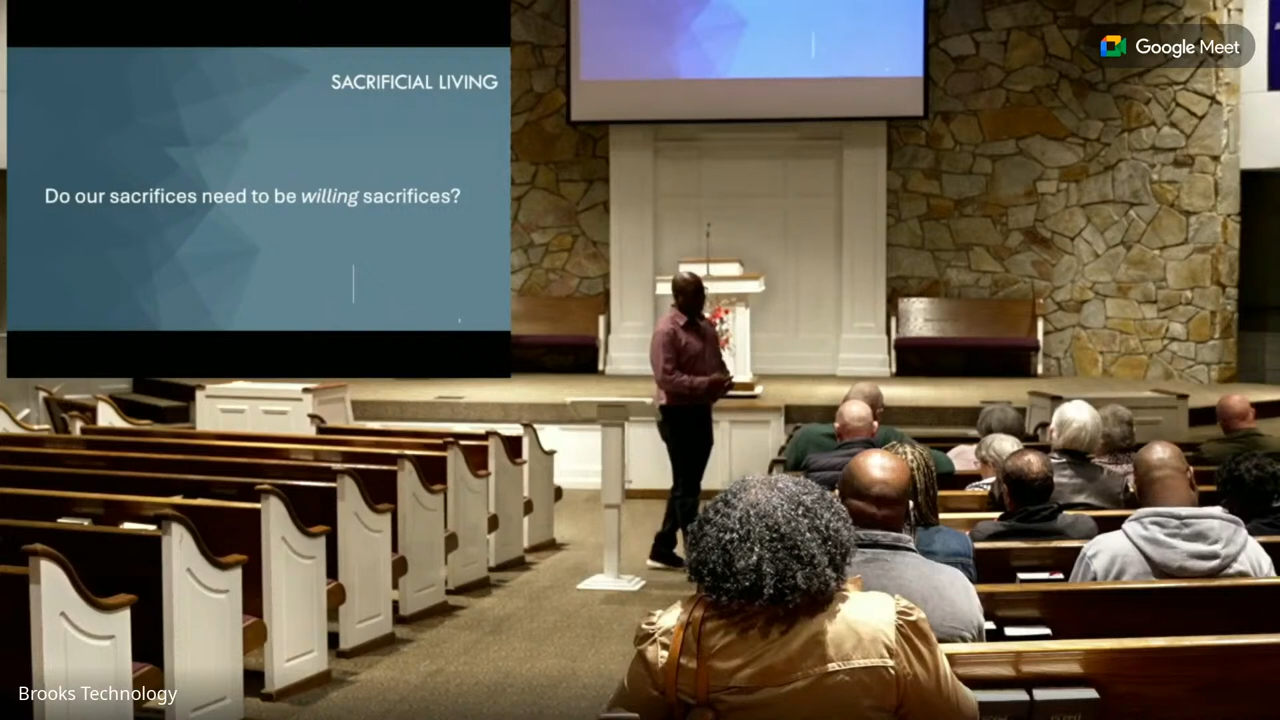 SACRIFICIAL LIVING
Do our sacrifices need to be willing sacrifices?
Google Meet
Brooks Technology